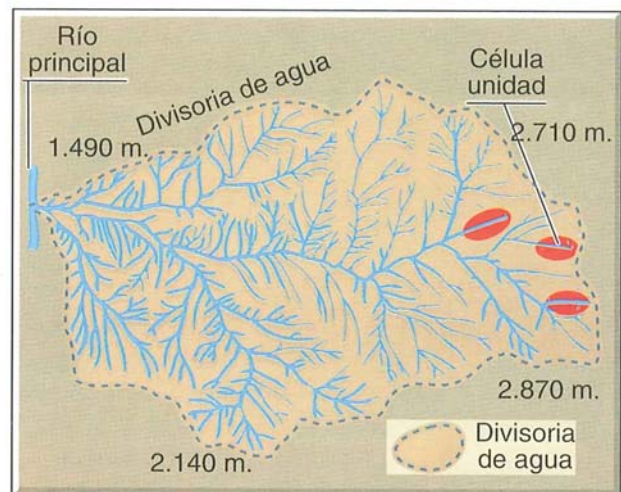 Río
principal
Divisoria de agua
Célula
unidad
1.490 m.
2.710 m.
2.870 m.
2.140 m.
Divisoria
de agua